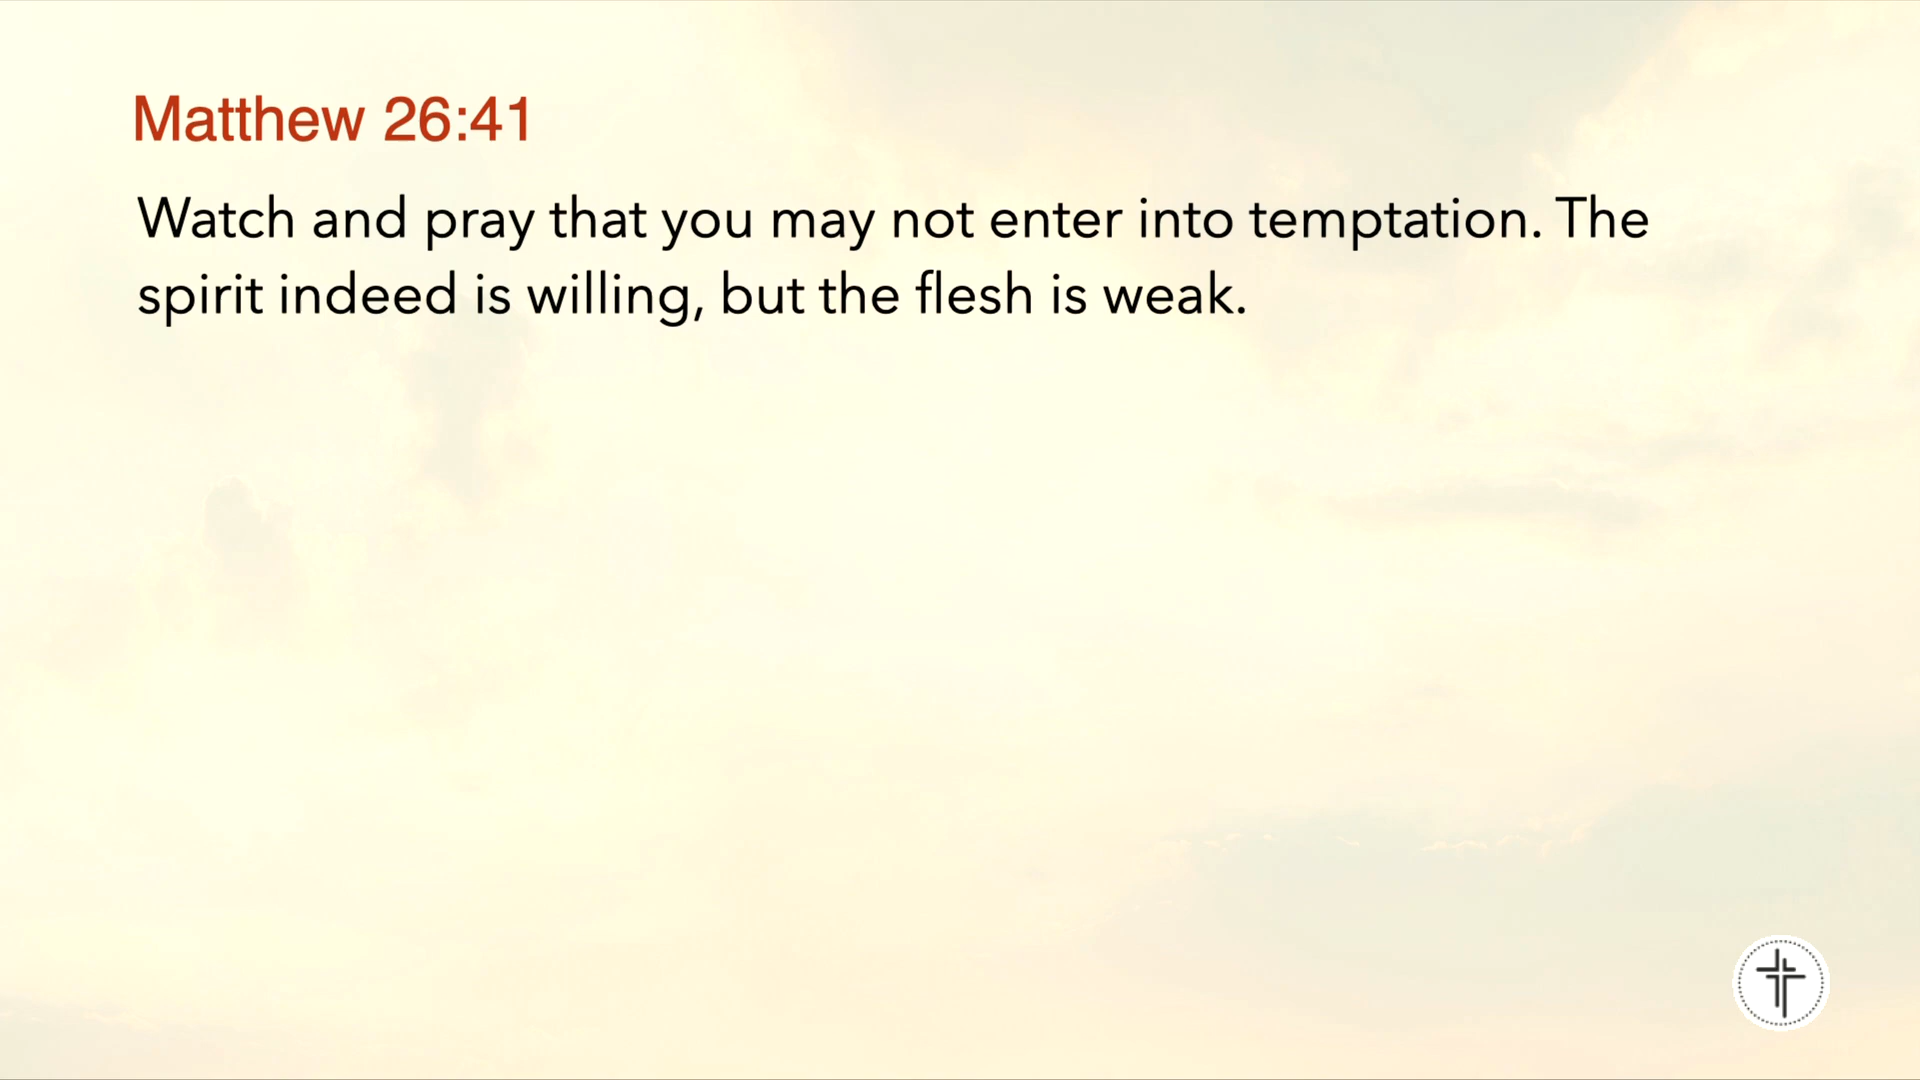 Matthew 26:41
Watch and pray that you may not enter into temptation. The
spirit indeed is willing, but the flesh is weak.